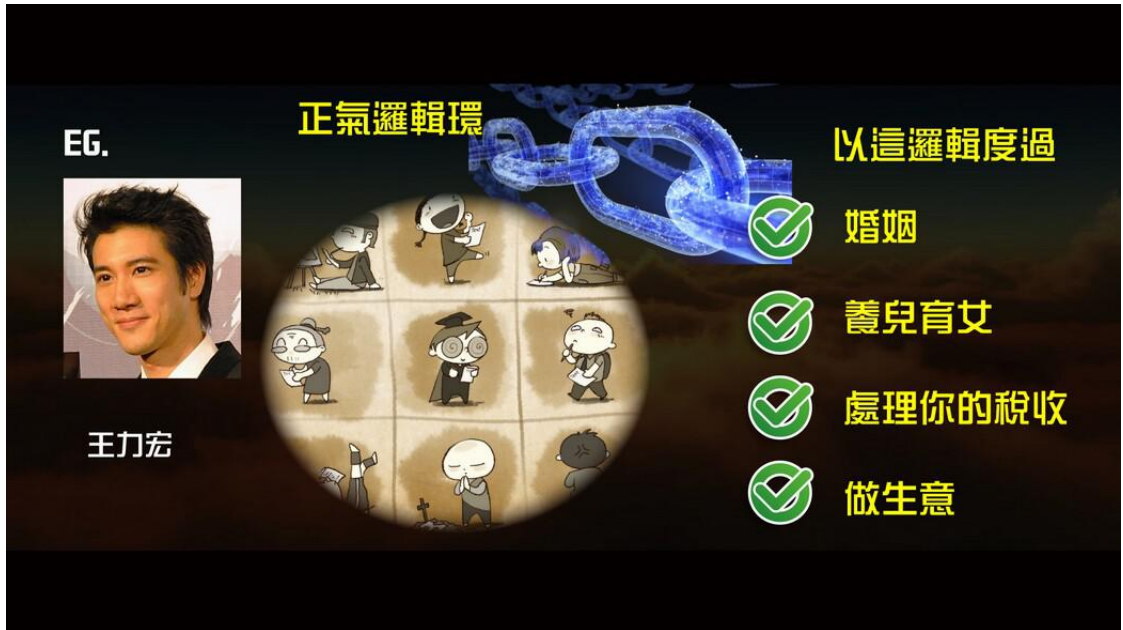 EG.
王力宏
正氣邏輯環
以這邏輯度過
婚姻
養兒育女
處理你的稅收
做生意